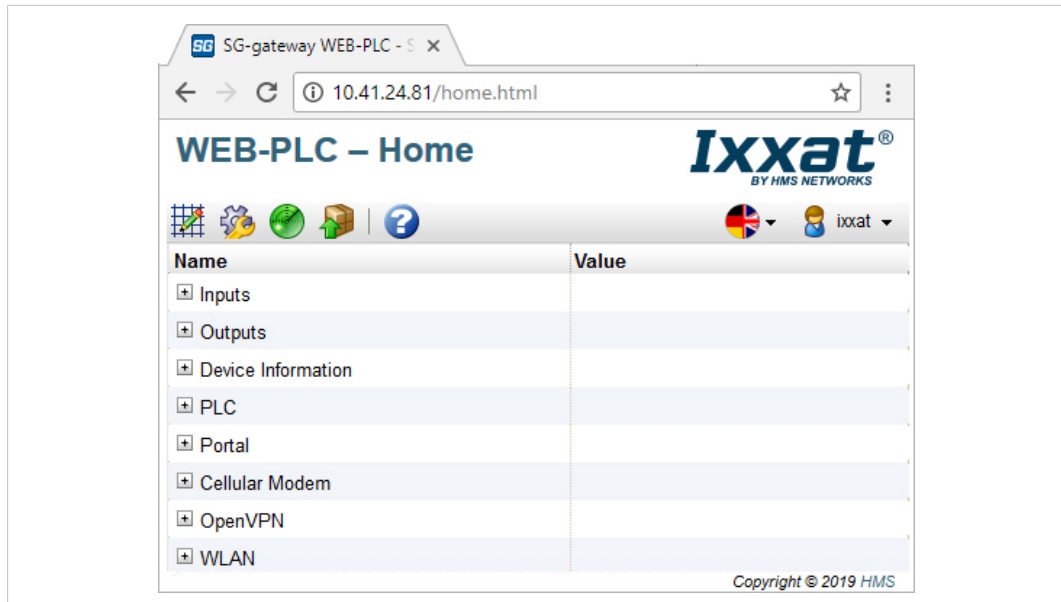 SG SG-gateway WEB-PLC - S
10.41.24.81/home.html
WEB-PLC – Home
Ixxat®
BY HMS NETWORKS
ixxat
Name Value
Inputs
Outputs
Device Information
PLC
Portal
Cellular Modem
OpenVPN
WLAN
Copyright © 2019 HMS